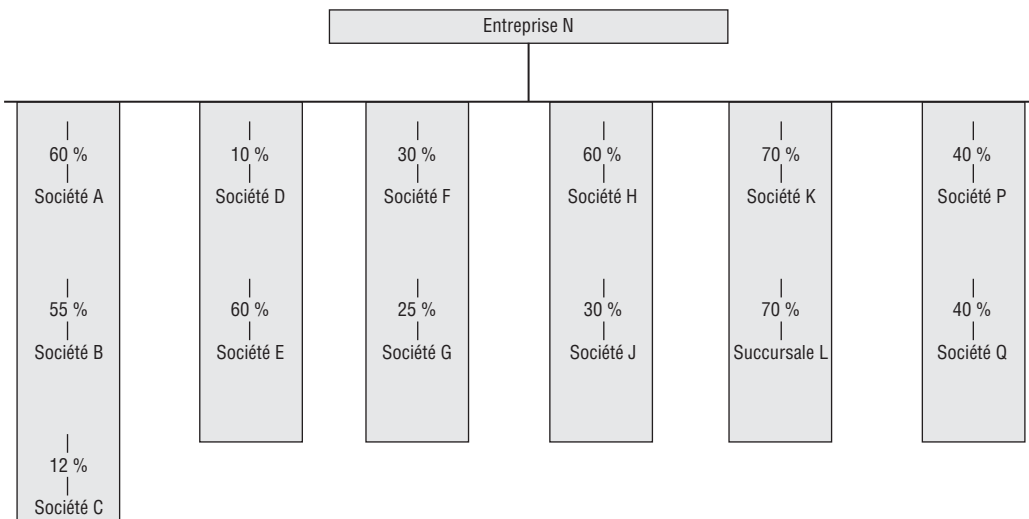 Entreprise N
60 %
10 %
30 %
60 %
70 %
40 %
Société A
Société D
Société F
Société H
Société K
Société P
55 %
60 %
25 %
30 %
70 %
40 %
Société B
Société E
Société G
Société J
Succursale L
Société Q
12 %
Société C